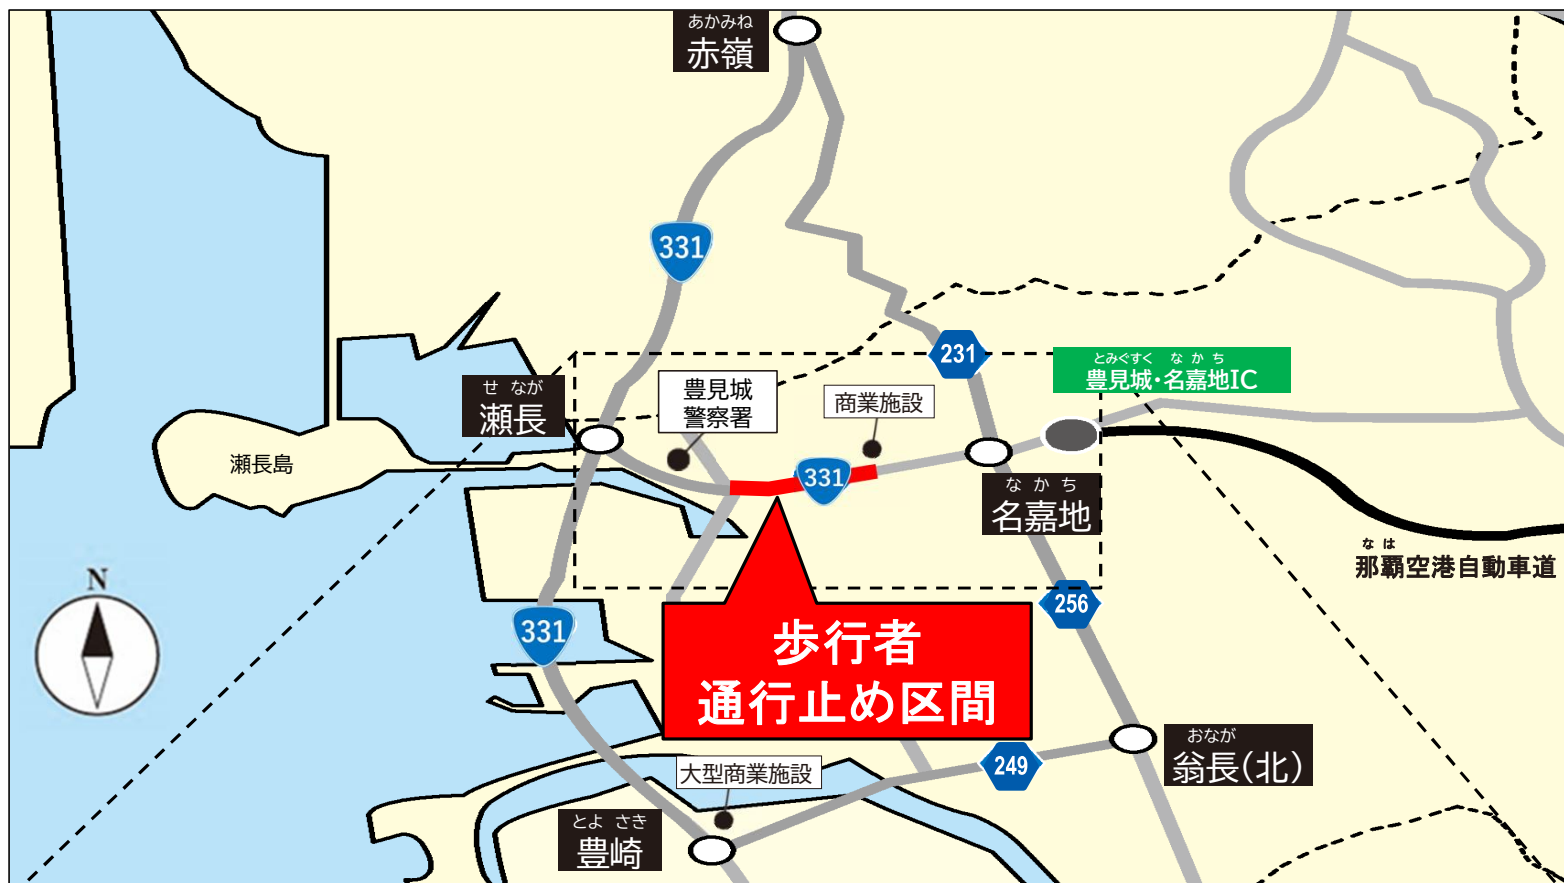 あかみね
赤嶺
331
231
とみぐすく なかち
豊見城・名嘉地IC
せ なが
瀬長
豊見城
警察署
商業施設
瀬長島
331
な か ち
名嘉地
な は
那覇空港自動車道
N
331
256
歩行者
通行止め区間
おなが
翁長(北)
249
大型商業施設
とよ さき
豊崎